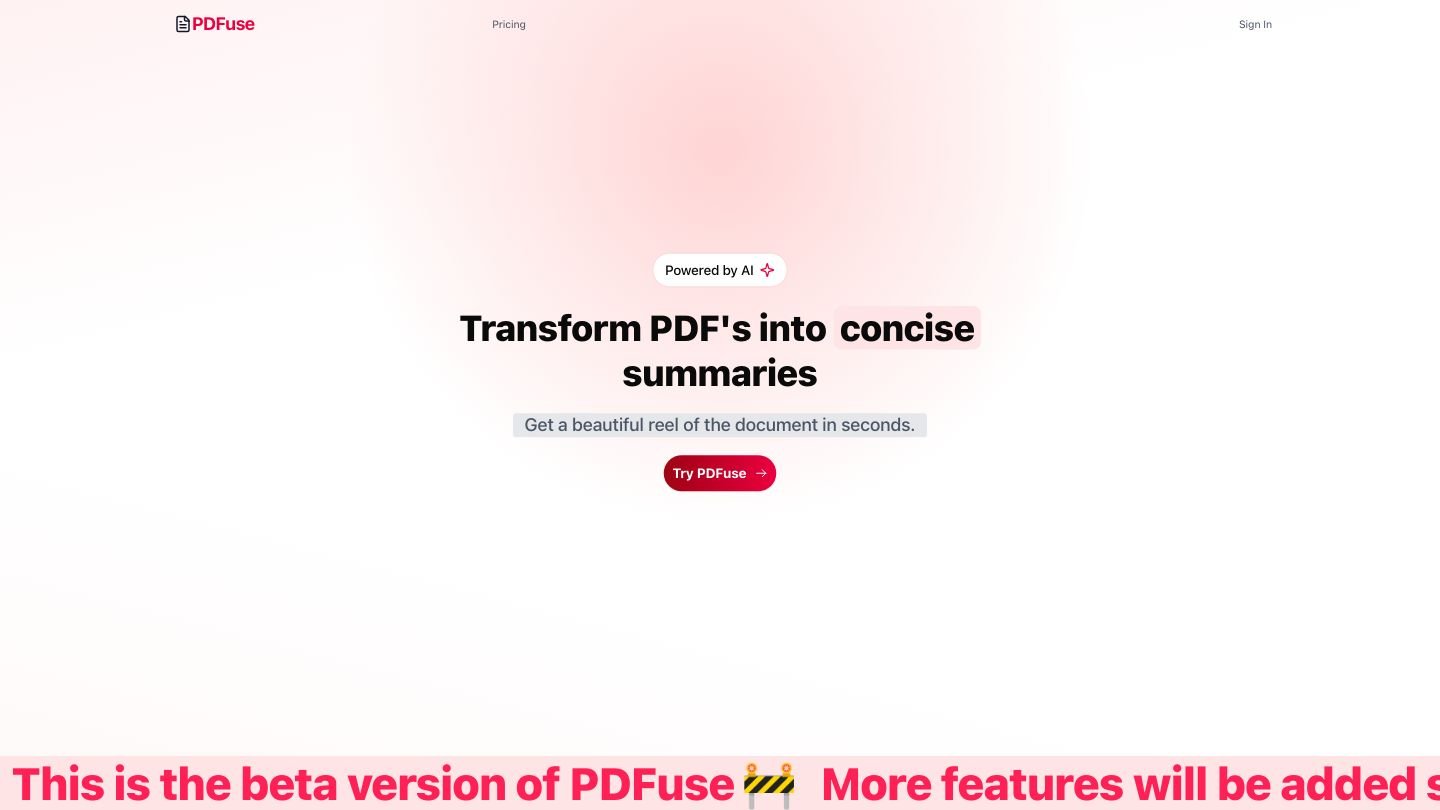 PDFuse
Pricing
Sign In
Powered by AI
Transform PDF's into concise
summaries
Get a beautiful reel of the document in seconds.
Try PDFuse →
This is the beta version of PDFuse 🚧 More features will be added